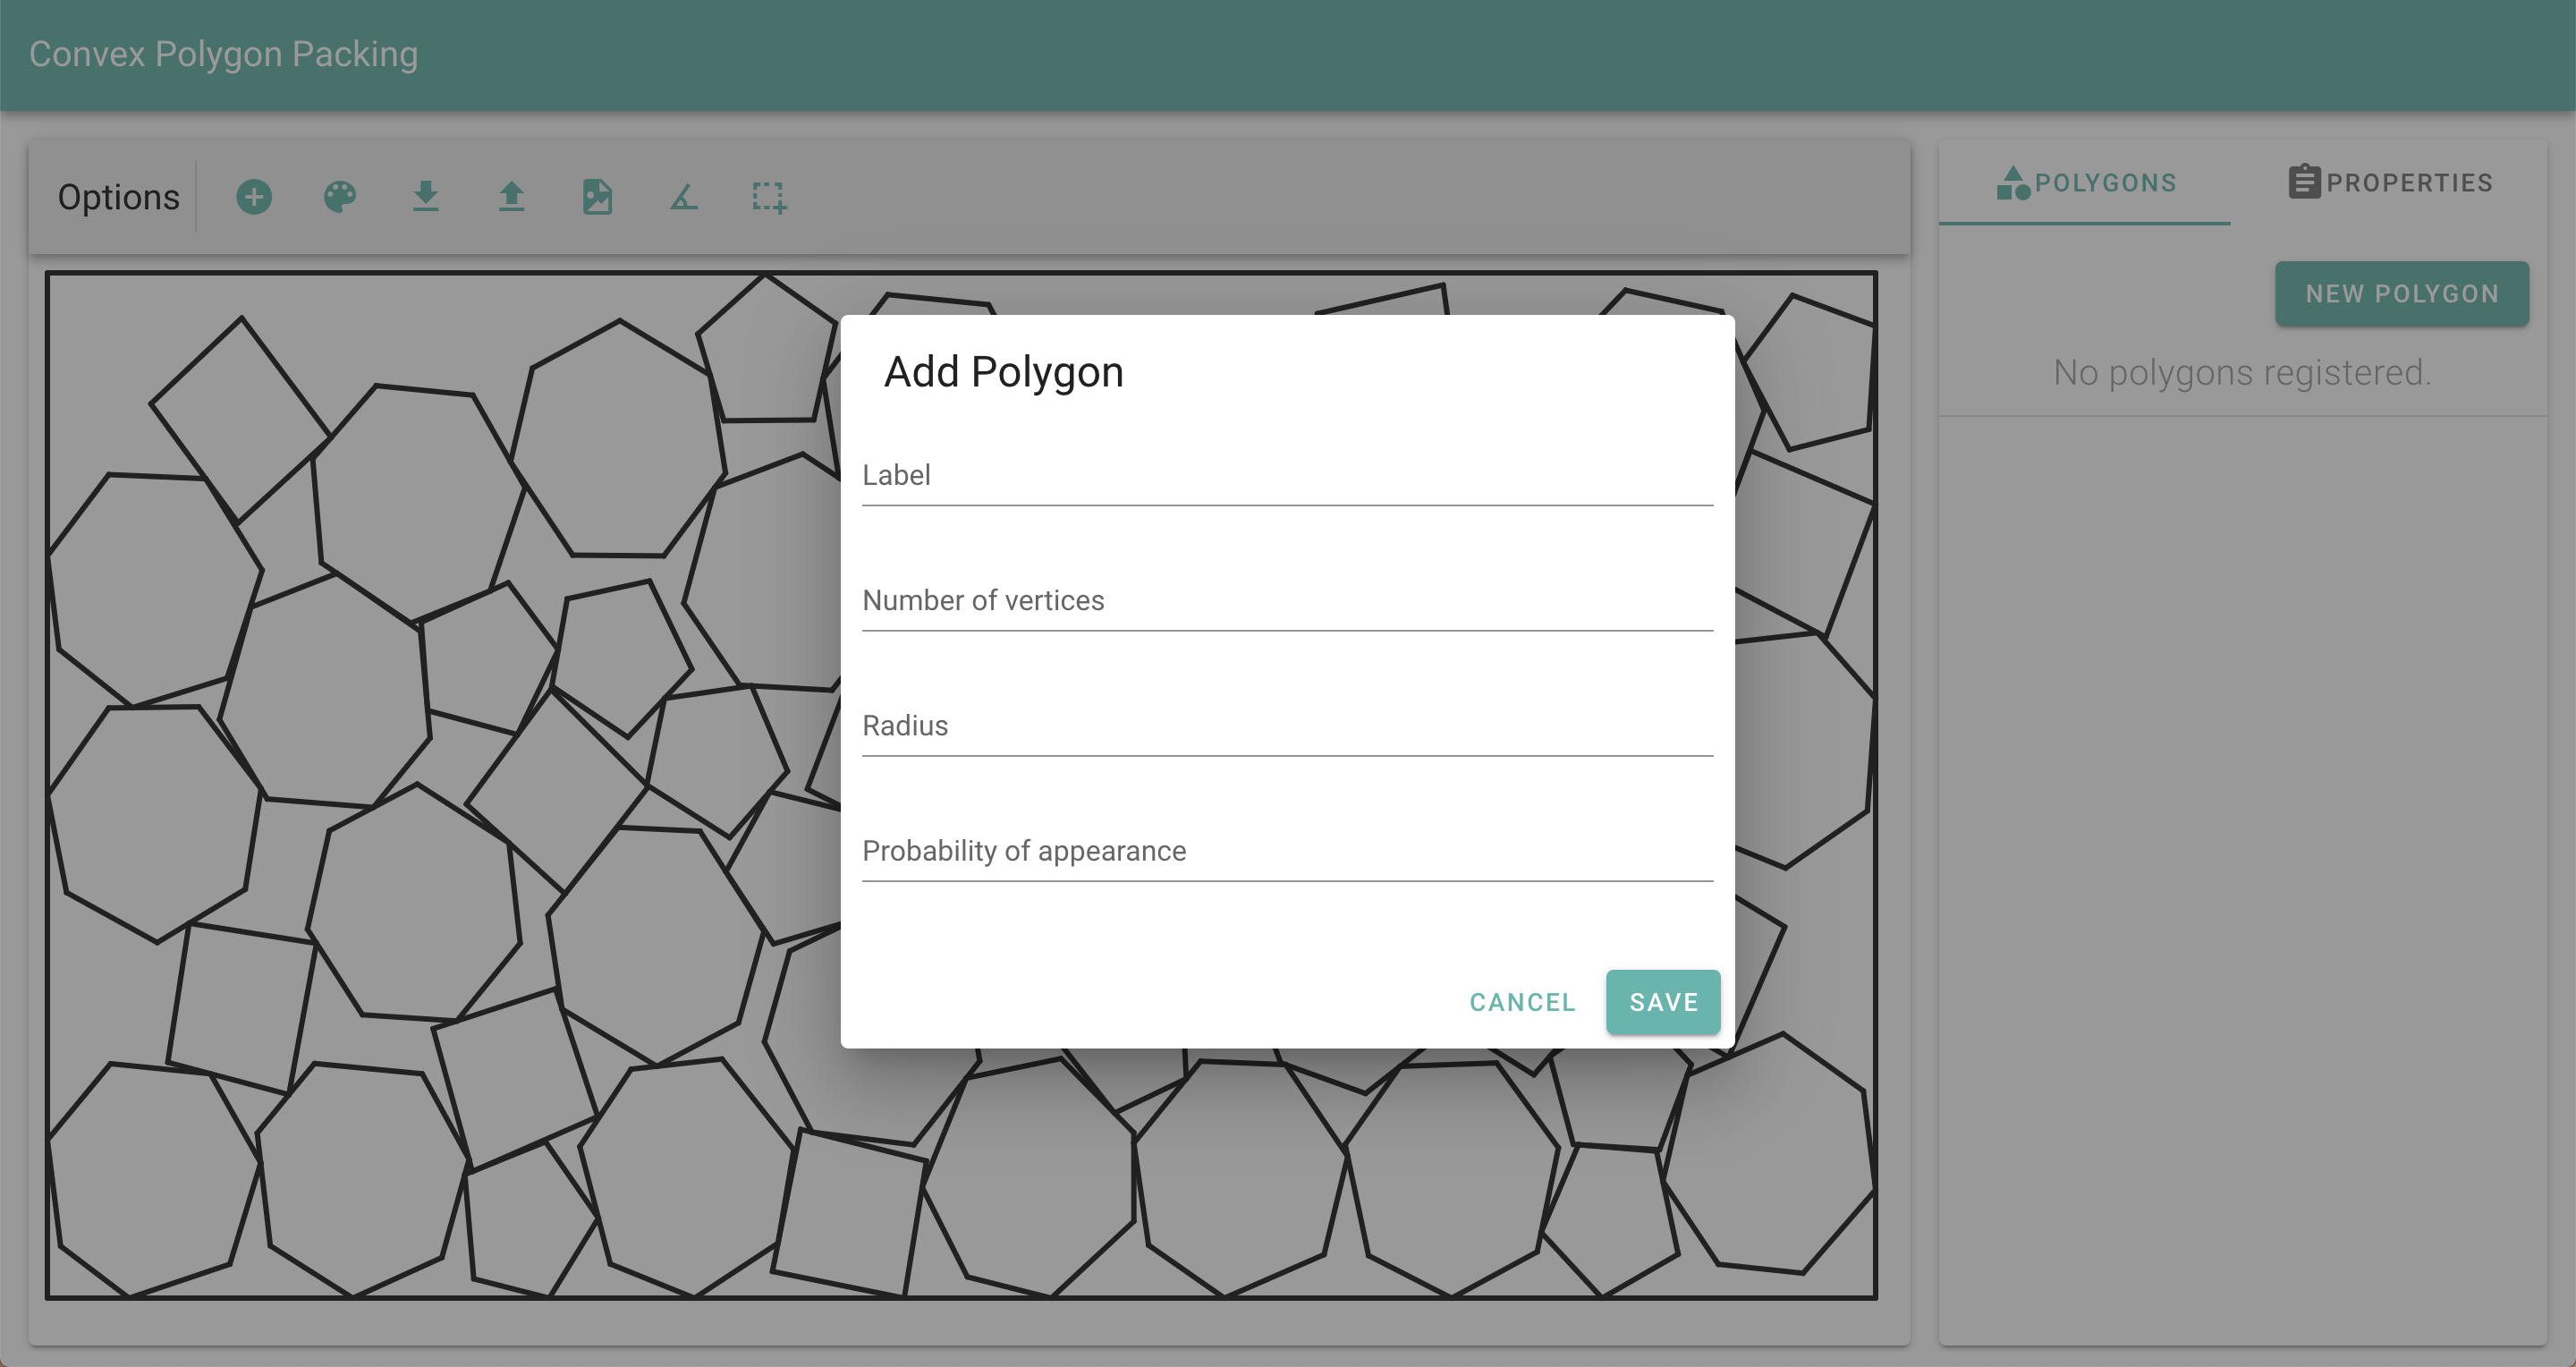 Convex Polygon Packing
Options
POLYGONS
PROPERTIES
NEW POLYGON
No polygons registered.
Add Polygon
Label
Number of vertices
Radius
Probability of appearance
CANCEL
SAVE